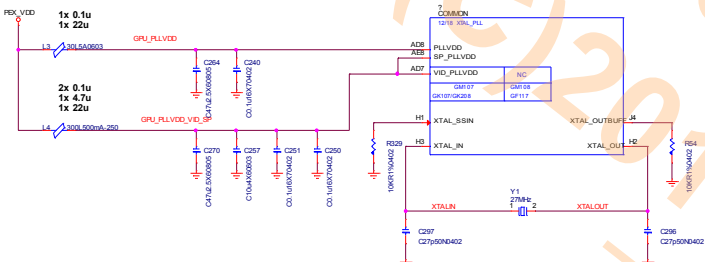 PEX_VDD
1x 0.1u
1x 22u
GPU_PLLVDD
L3
30L5A0603
C264
C47u2.5X60805
C240
C0.1u16X70402
2x 0.1u
1x 4.7u
1x 22u
GPU_PLLVDD_VID_SP
L4
300L500mA-250
C270
C47u2.5X60805
C257
C10u4X60603
C251
C0.1u16X70402
C250
C0.1u16X70402
?
COMMON
12/18 XTAL_PLL
AD8
PLLVDD
AE8
SP_PLLVDD
AD7
VID_PLLVDD
NC
GM107
GM108
GK107/GK208
GF117
H1
XTAL_SSIN
XTAL_OUTBUFF
J4
H3
XTAL_IN
XTAL_OUT
H2
R329
10KR1%0402
R54
10KR1%0402
Y1
27MHz
XTALIN
1
2
XTALOUT
C297
C27p50N0402
C296
C27p50N0402